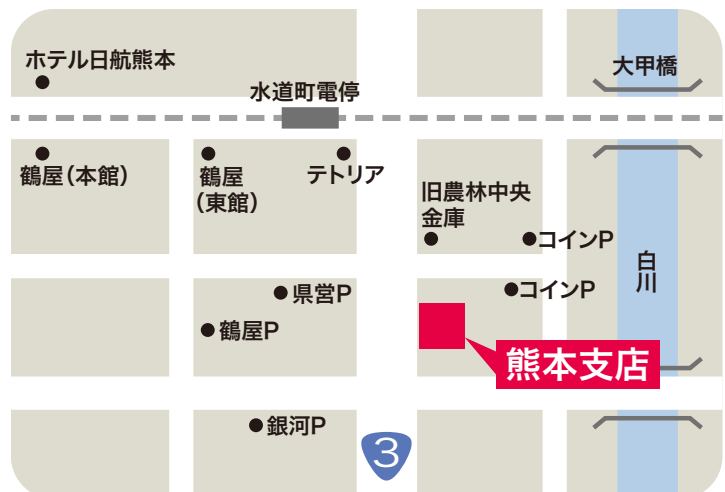 ホテル日航熊本
大甲橋
水道町電停
鶴屋(本館)
鶴屋
(東館)
テトリア
旧農林中央
金庫
コインP
白川
県営P
コインP
鶴屋P
熊本支店
銀河P
3